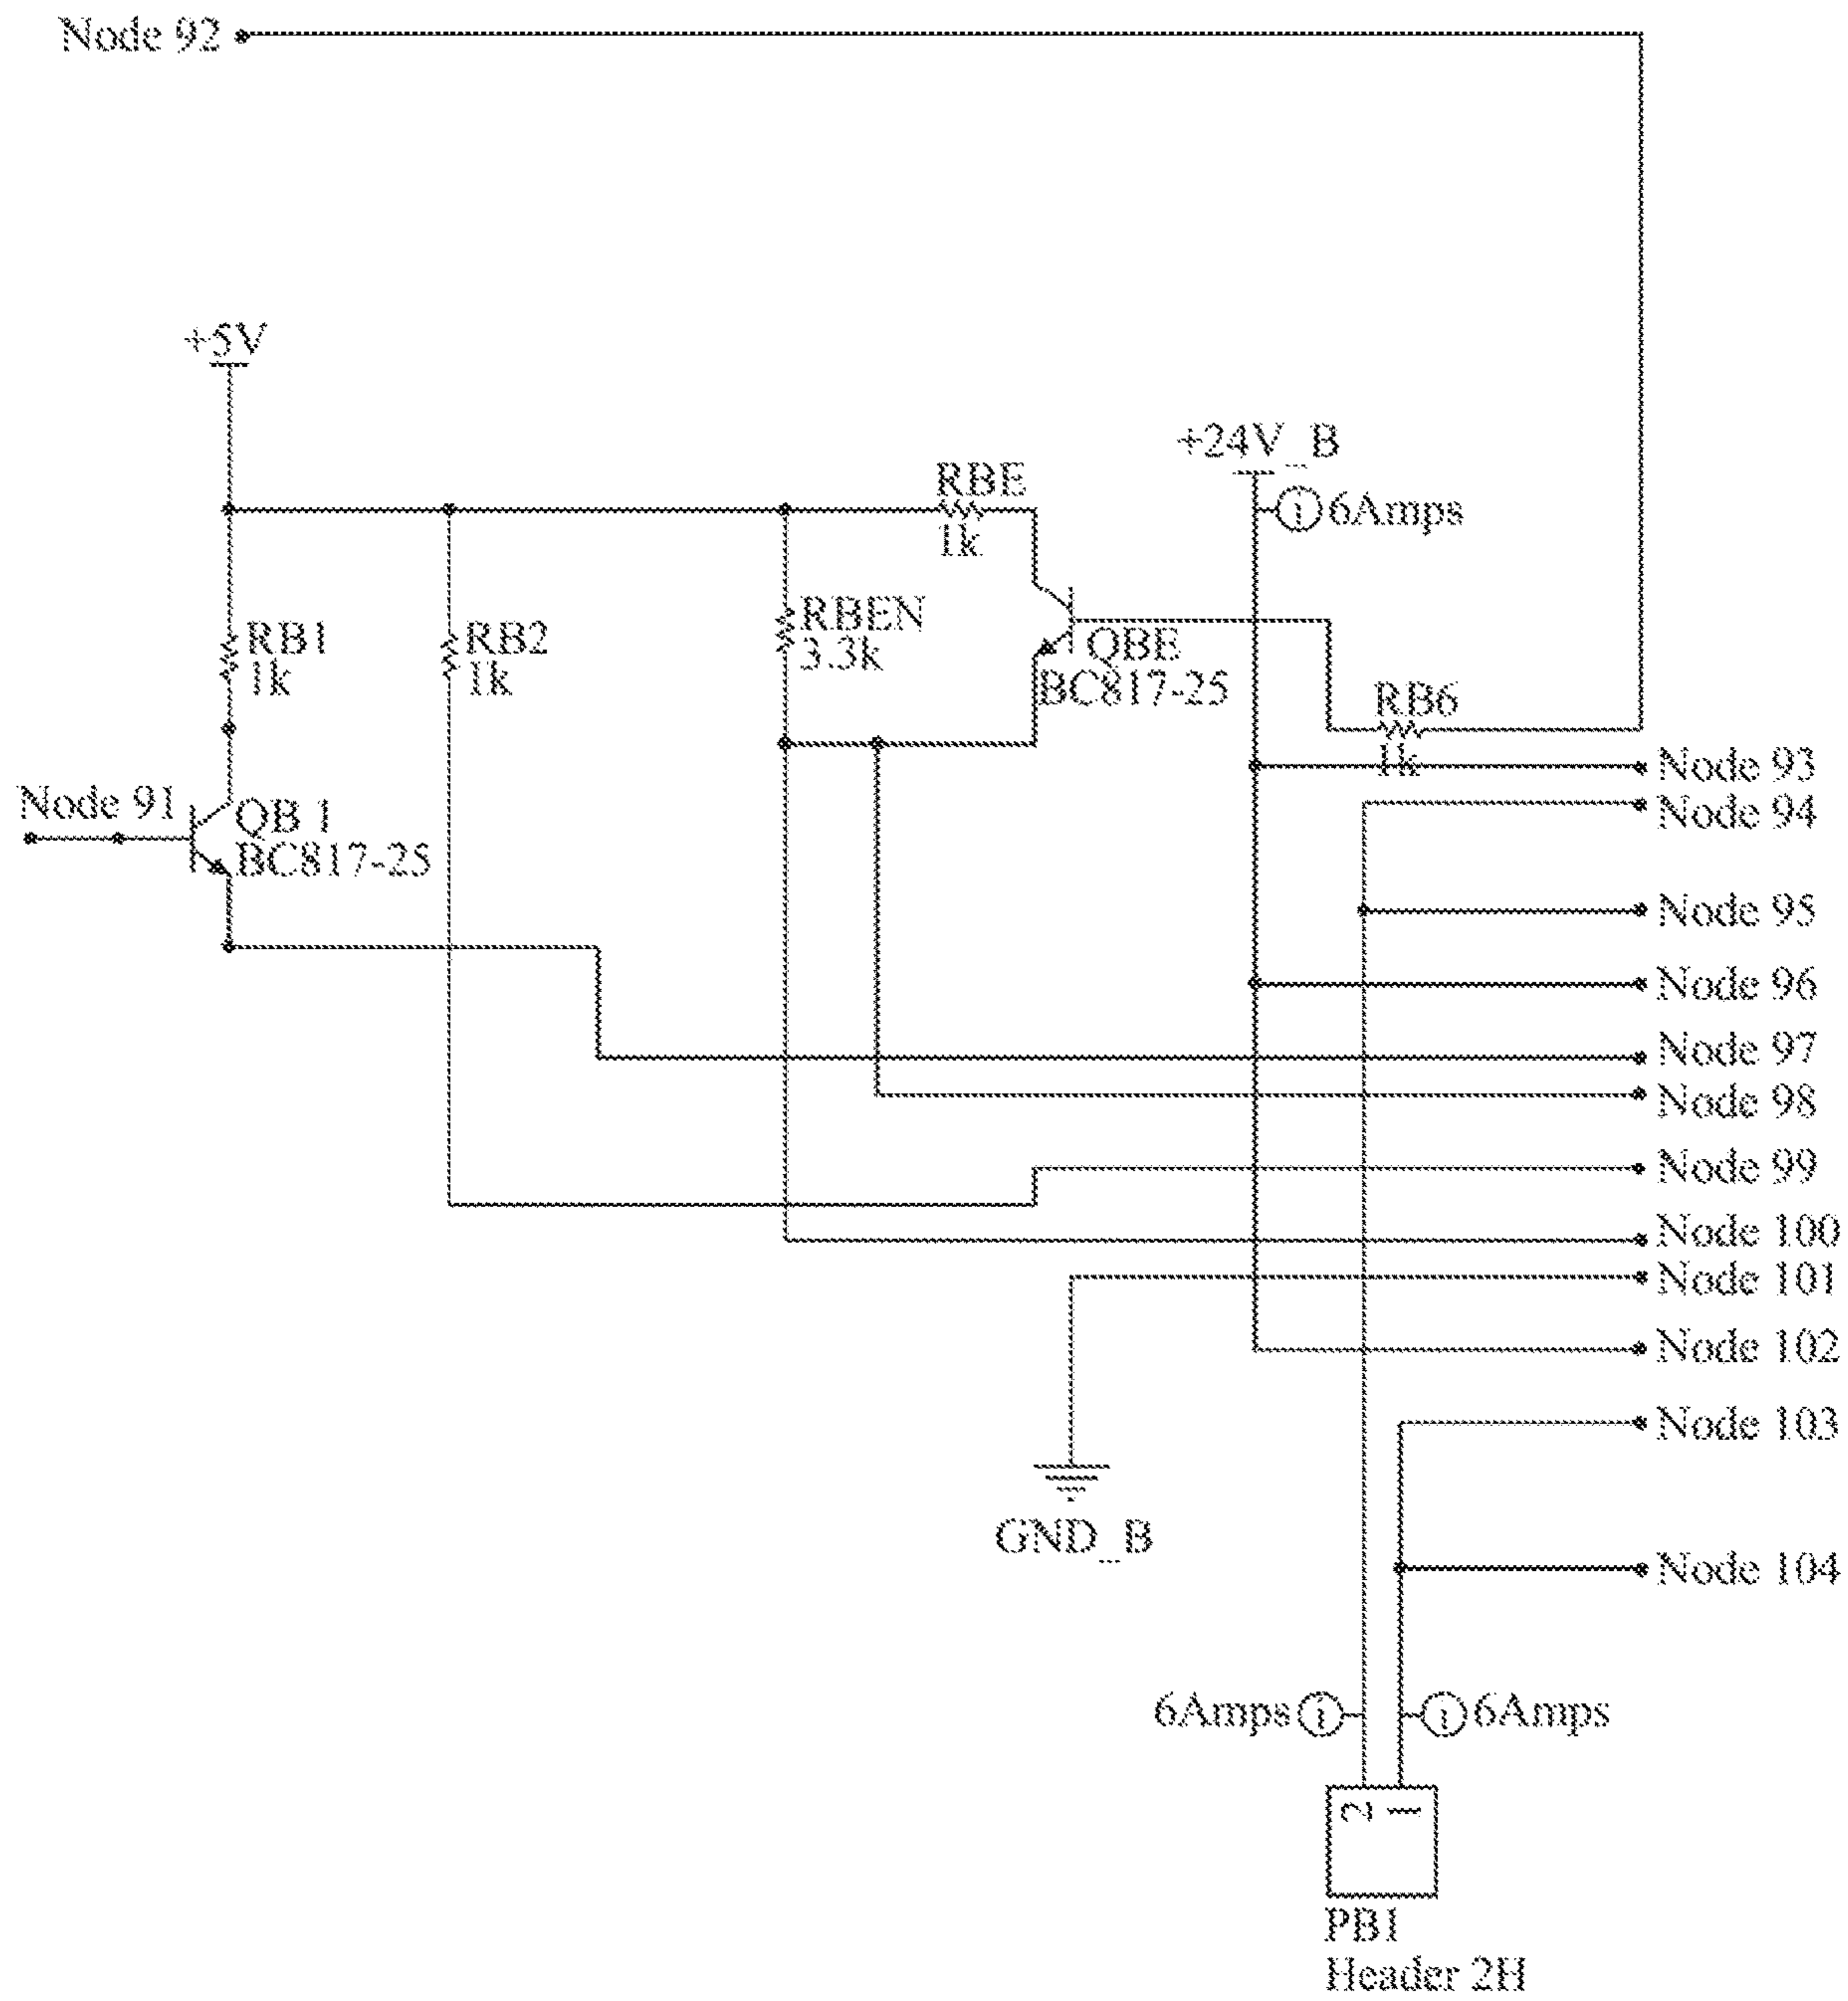 Node 92
+5V
+24V_B
RBE
6Amps
1k
RBEN
3.3k
RB1
1k
RB2
1k
QBE
BC817-25
RB6
1k
Node 93
Node 91
QB 1
BC817-25
Node 94
Node 95
Node 96
Node 97
Node 98
Node 99
Node 100
Node 101
Node 102
Node 103
GND_B
Node 104
6Amps i
i 6Amps
2 1
PB1
Header 2H